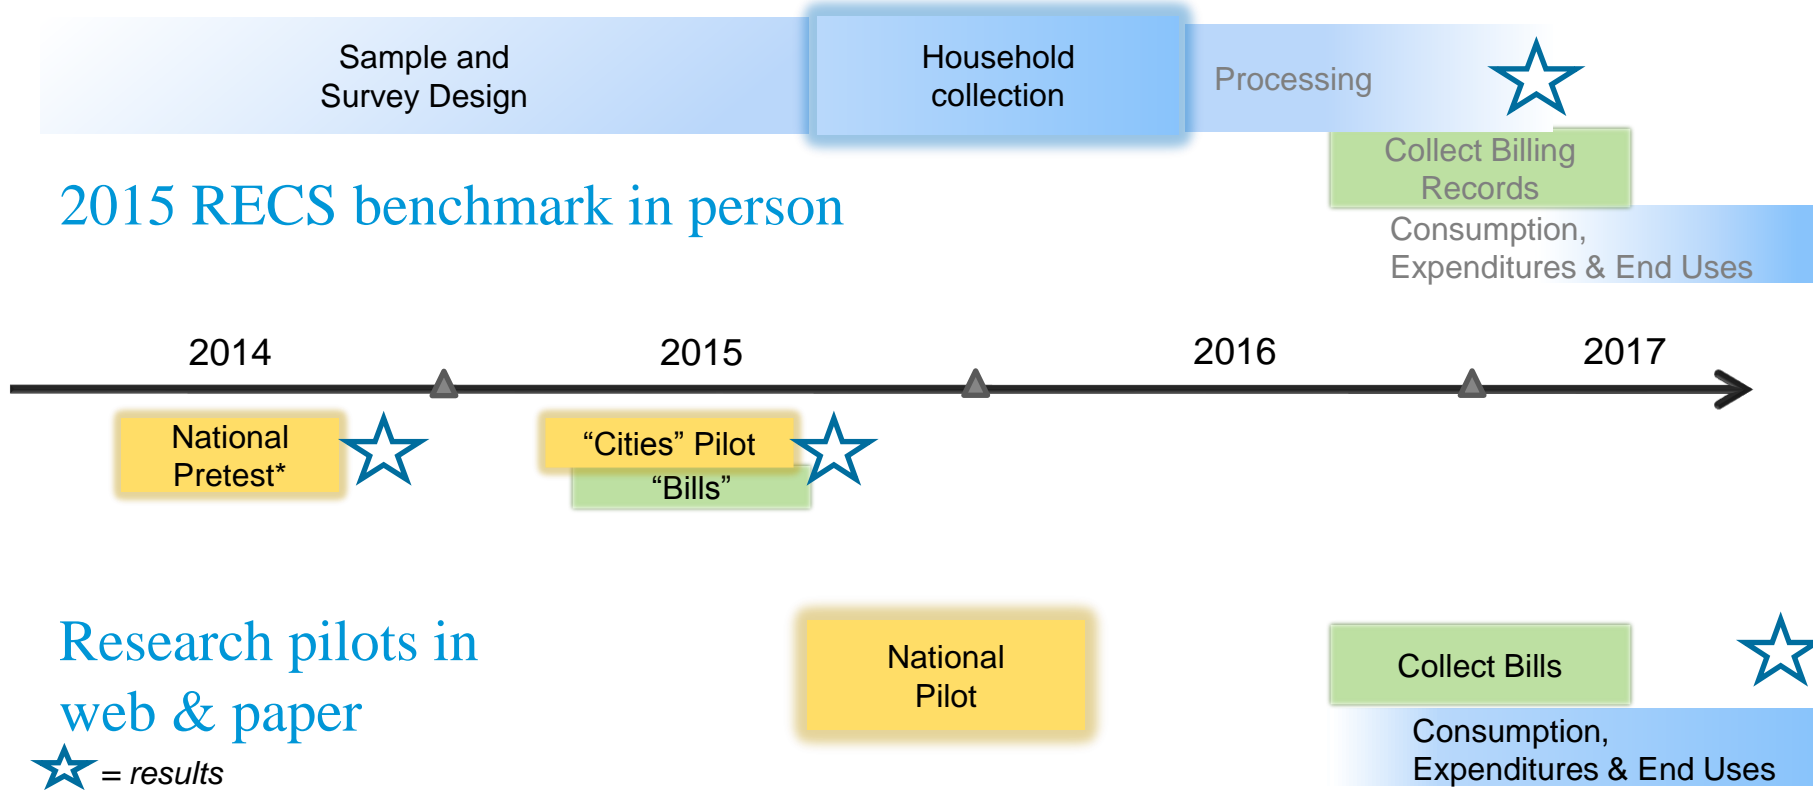 Sample and
Survey Design
Household
collection
Processing
Collect Billing
Records
2015 RECS benchmark in person
Consumption,
Expenditures & End Uses
2014
2015
2016
2017
National
Pretest*
“Cities” Pilot
“Bills”
Research pilots in
web & paper
National
Pilot
Collect Bills
Consumption,
Expenditures & End Uses
= results